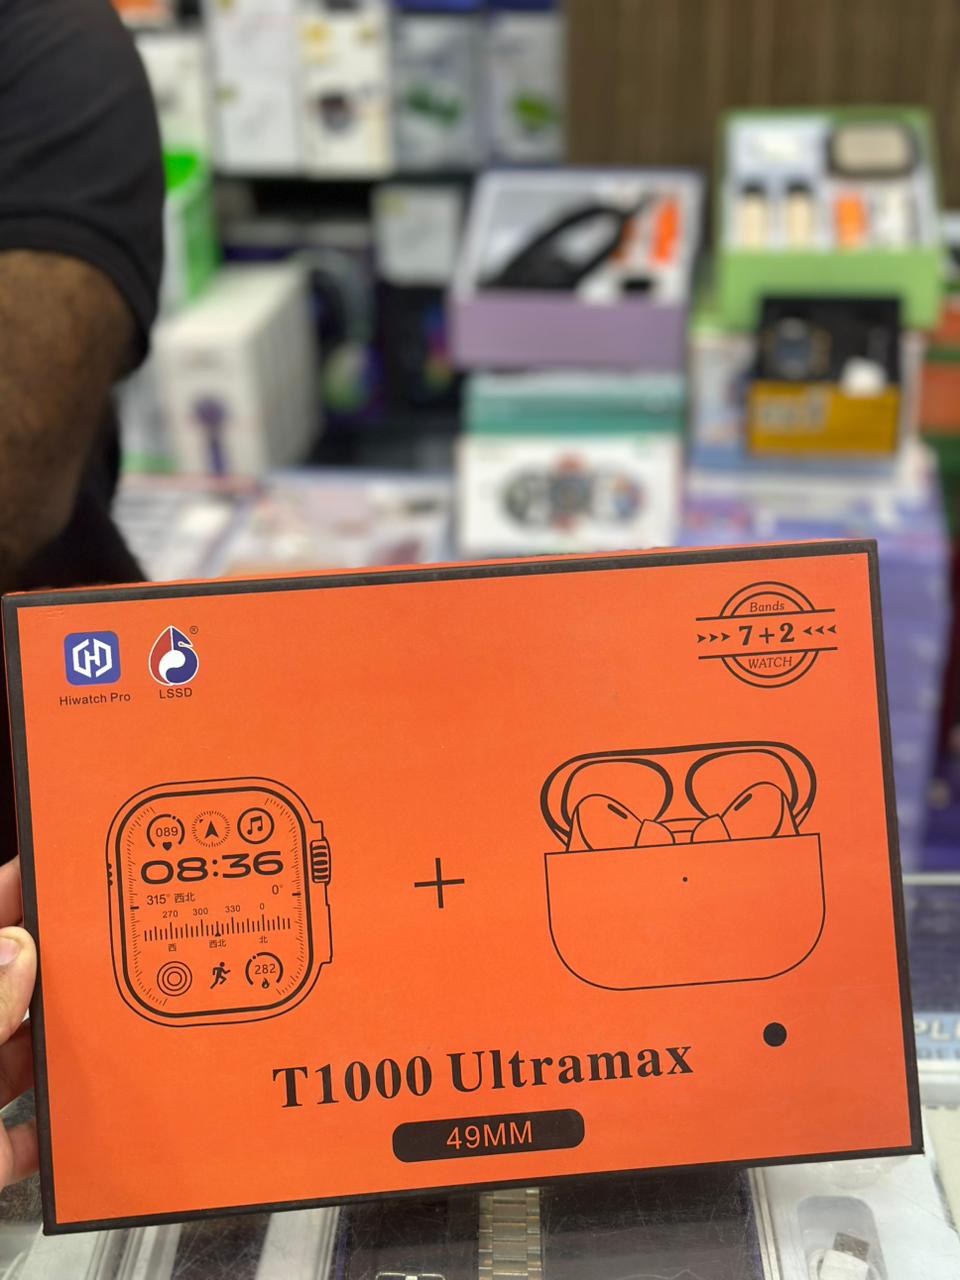 Hiwatch Pro
®
LSSD
Bands
7+2
WATCH
089
08:36
315° 西北
0°
270 300 330 0
西 西北 北
282
T1000 Ultramax
49MM